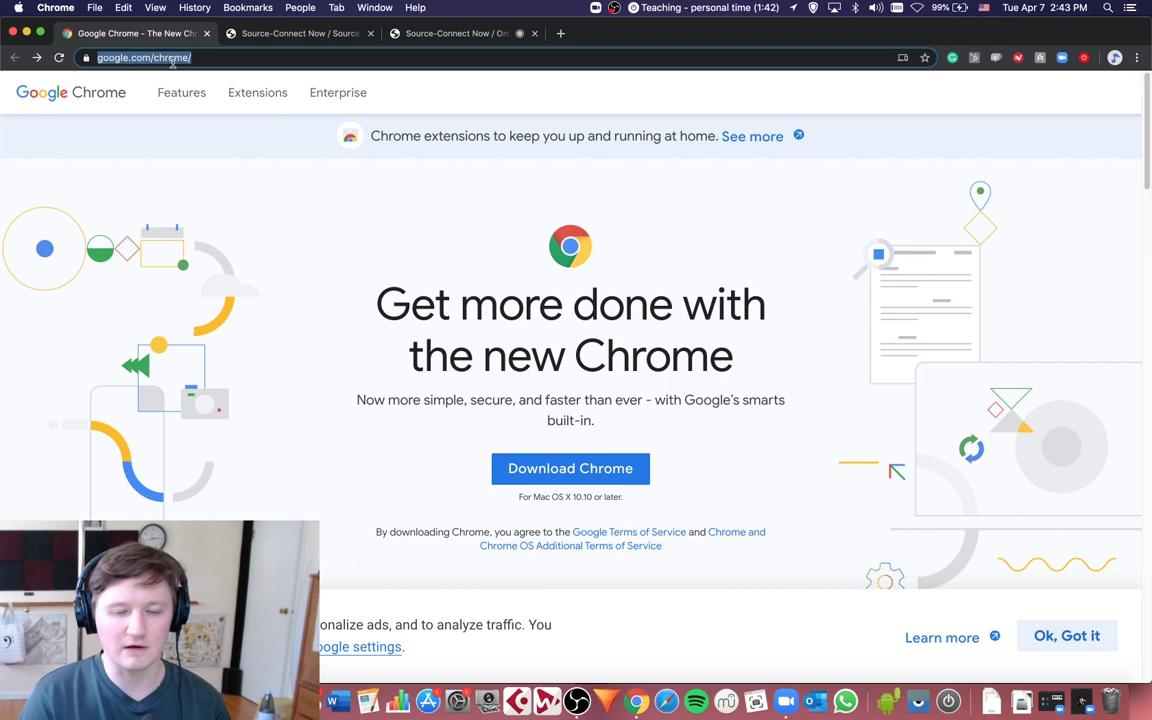 Chrome File Edit View History Bookmarks People Tab Window Help Teaching - personal time (1:42) 99% Tue Apr 7 2:43 PM
Google Chrome - The New Chr Source-Connect Now / Source Source-Connect Now / On
google.com/chrome/
Google Chrome Features Extensions Enterprise
Chrome extensions to keep you up and running at home. See more
Get more done with
the new Chrome
Now more simple, secure, and faster than ever - with Google's smarts
built-in.
Download Chrome
For Mac OS X 10.10 or later.
By downloading Chrome, you agree to the Google Terms of Service and Chrome and
Chrome OS Additional Terms of Service
onalize ads, and to analyze traffic. You
ogle settings.
Learn more Ok, Got it